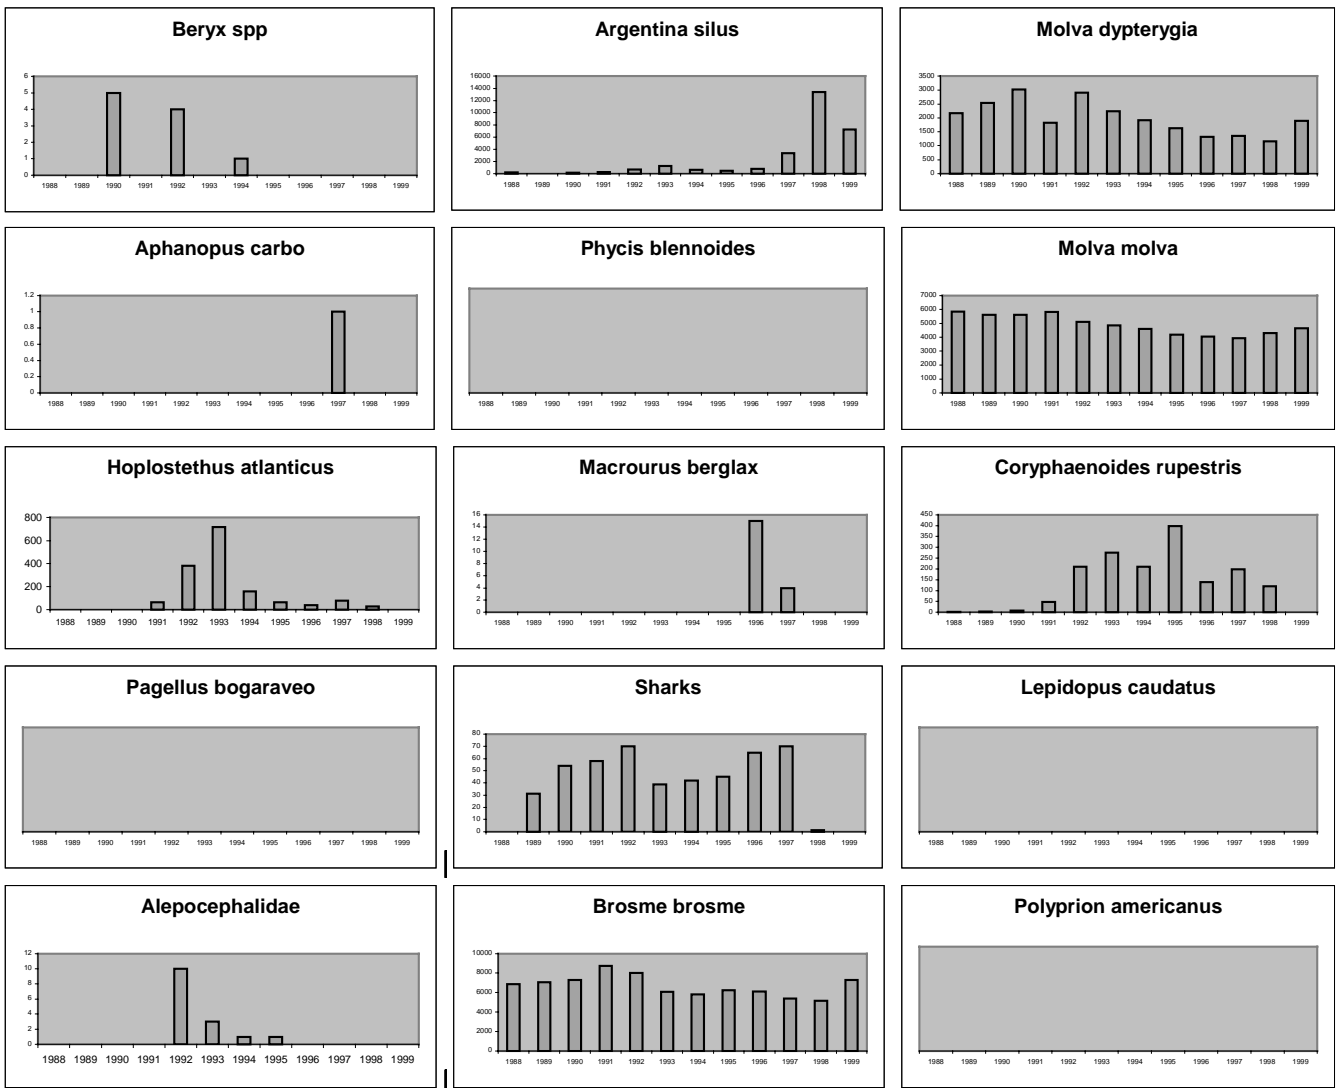 Beryx spp
6
5
4
3
2
1
0
1988 1989 1990 1991 1992 1993 1994 1995 1996 1997 1998 1999
Argentina silus
16000
14000
12000
10000
8000
6000
4000
2000
0
1988 1989 1990 1991 1992 1993 1994 1995 1996 1997 1998 1999
Molva dypterygia
3500
3000
2500
2000
1500
1000
500
0
1988 1989 1990 1991 1992 1993 1994 1995 1996 1997 1998 1999
Aphanopus carbo
1.2
1
0.8
0.6
0.4
0.2
0
1988 1989 1990 1991 1992 1993 1994 1995 1996 1997 1998 1999
Phycis blennoides
1988 1989 1990 1991 1992 1993 1994 1995 1996 1997 1998 1999
Molva molva
7000
6000
5000
4000
3000
2000
1000
0
1988 1989 1990 1991 1992 1993 1994 1995 1996 1997 1998 1999
Hoplostethus atlanticus
800
600
400
200
0
1988 1989 1990 1991 1992 1993 1994 1995 1996 1997 1998 1999
Macrourus berglax
16
14
12
10
8
6
4
2
0
1988 1989 1990 1991 1992 1993 1994 1995 1996 1997 1998 1999
Coryphaenoides rupestris
450
400
350
300
250
200
150
100
50
0
1988 1989 1990 1991 1992 1993 1994 1995 1996 1997 1998 1999
Pagellus bogaraveo
1988 1989 1990 1991 1992 1993 1994 1995 1996 1997 1998 1999
Sharks
80
70
60
50
40
30
20
10
0
1988 1989 1990 1991 1992 1993 1994 1995 1996 1997 1998 1999
Lepidopus caudatus
1988 1989 1990 1991 1992 1993 1994 1995 1996 1997 1998 1999
Alepocephalidae
12
10
8
6
4
2
0
1988 1989 1990 1991 1992 1993 1994 1995 1996 1997 1998 1999
Brosme brosme
10000
8000
6000
4000
2000
0
1988 1989 1990 1991 1992 1993 1994 1995 1996 1997 1998 1999
Polyprion americanus
1988 1989 1990 1991 1992 1993 1994 1995 1996 1997 1998 1999